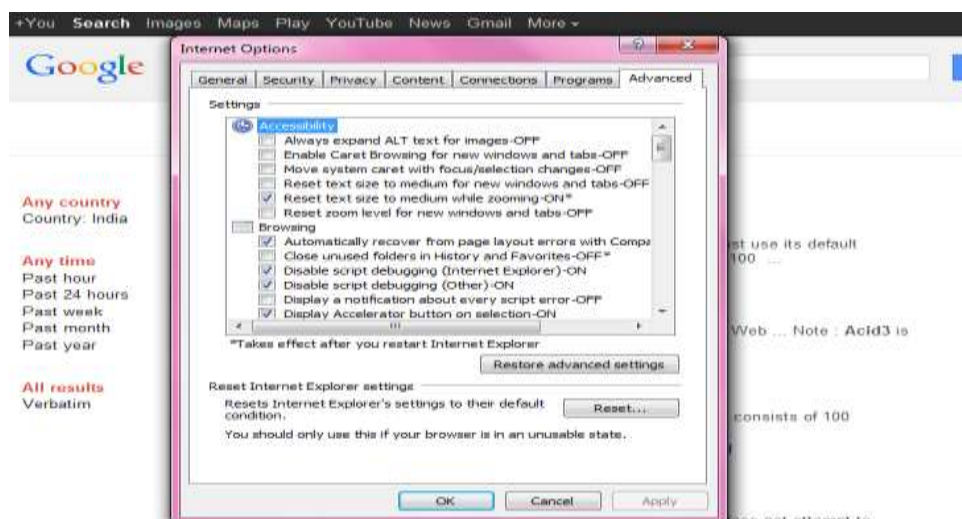 +You Search Images Maps Play YouTube News Gmail More
Google
Internet Options
General Security Privacy Content Connections Programs Advanced
Settings
Accessibility
Always expand ALT text for images-OFF
Enable Caret Browsing for new windows and tabs-OFF
Move system caret with focus/selection changes-OFF
Reset text size to medium for new windows and tabs-OFF
Reset text size to medium while zooming-ON*
Reset zoom level for new windows and tabs-OFF
Browsing
Automatically recover from page layout errors with Compa
Close unused folders in History and Favorites-OFF*
Disable script debugging (Internet Explorer)-ON
Disable script debugging (Other)-ON
Display a notification about every script error-OFF
Display Accelerator button on selection-ON
*Takes effect after you restart Internet Explorer
Restore advanced settings
Reset Internet Explorer settings
Resets Internet Explorer's settings to their default
condition.
Reset...
You should only use this if your browser is in an unusable state.
OK Cancel Apply
Any country
Country: India
Any time
Past hour
Past 24 hours
Past week
Past month
Past year
All results
Verbatim
st use its default
100 ...
Web ... Note : Acid3 is
consists of 100